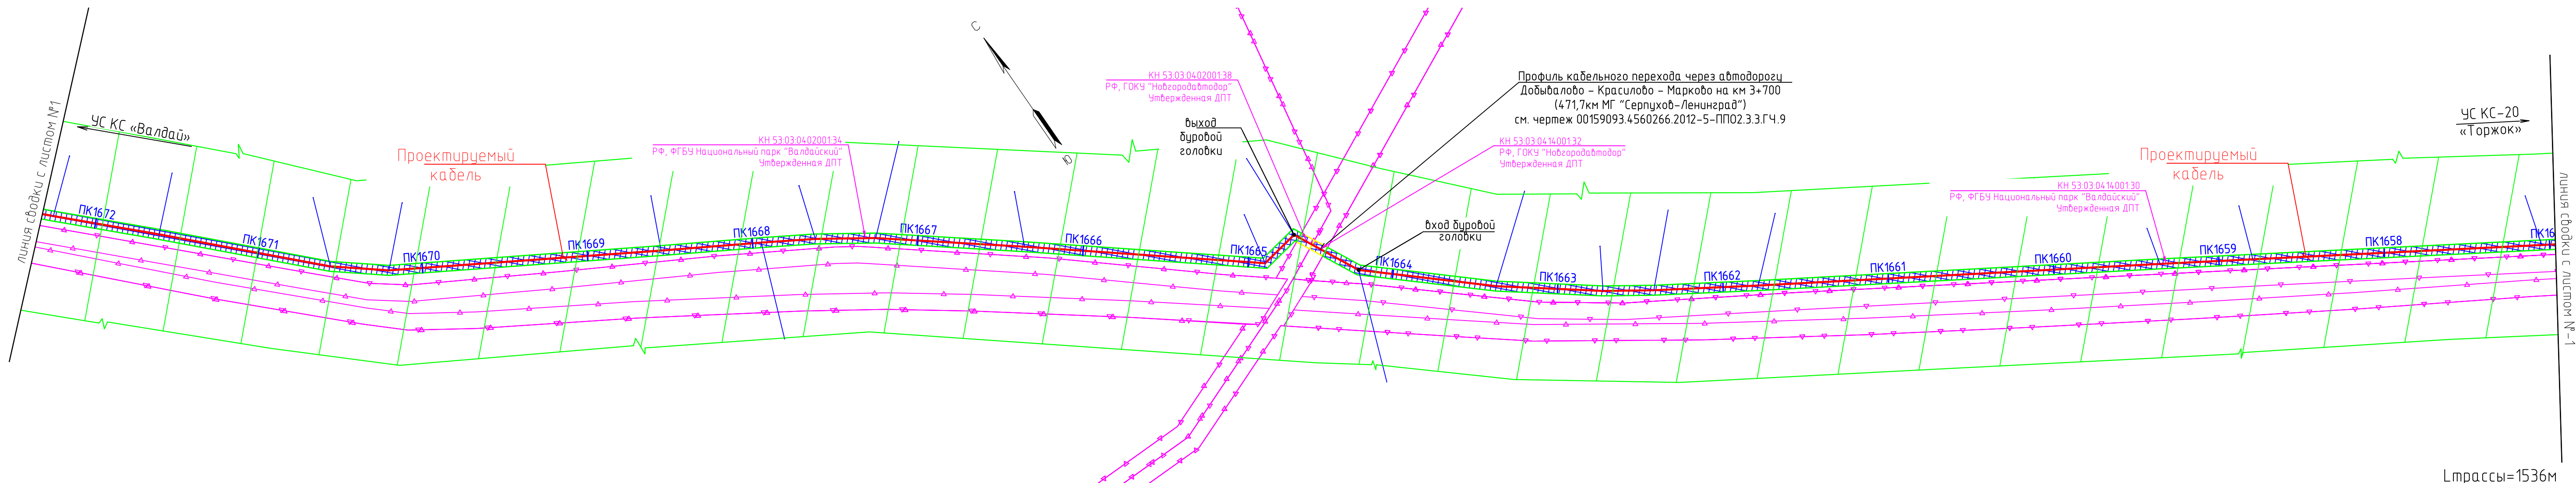 линия сводки с листом №1
УС КС «Валдай»
ПК1672
ПК1671
Проектируемый
кабель
ПК1670
ПК1669
КН 53:03:0402001:34
РФ, ФГБУ Национальный парк "Валдайский"
Утвержденная ДПТ
ПК1668
ПК1667
С
Ю
ПК1666
КН 53:03:0402001:38
РФ, ГОКУ "Новгородавтодор"
Утвержденная ДПТ
выход
буровой
головки
ПК1665
Профиль кабельного перехода через автодорогу
Добывалово - Красилово - Марково на км 3+700
(471,7км МГ "Серпухов-Ленинград")
см. чертеж 00159093.4560266.2012-5-ППО2.3.3.ГЧ.9
КН 53:03:0414001:32
РФ, ГОКУ "Новгородавтодор"
Утвержденная ДПТ
вход буровой
головки
ПК1664
ПК1663
ПК1662
ПК1661
ПК1660
КН 53:03:0414001:30
РФ, ФГБУ Национальный парк "Валдайский"
Утвержденная ДПТ
Проектируемый
кабель
ПК1659
ПК1658
УС КС-20
«Торжок»
ПК16
линия сводки с листом №-1
Lтрассы=1536м